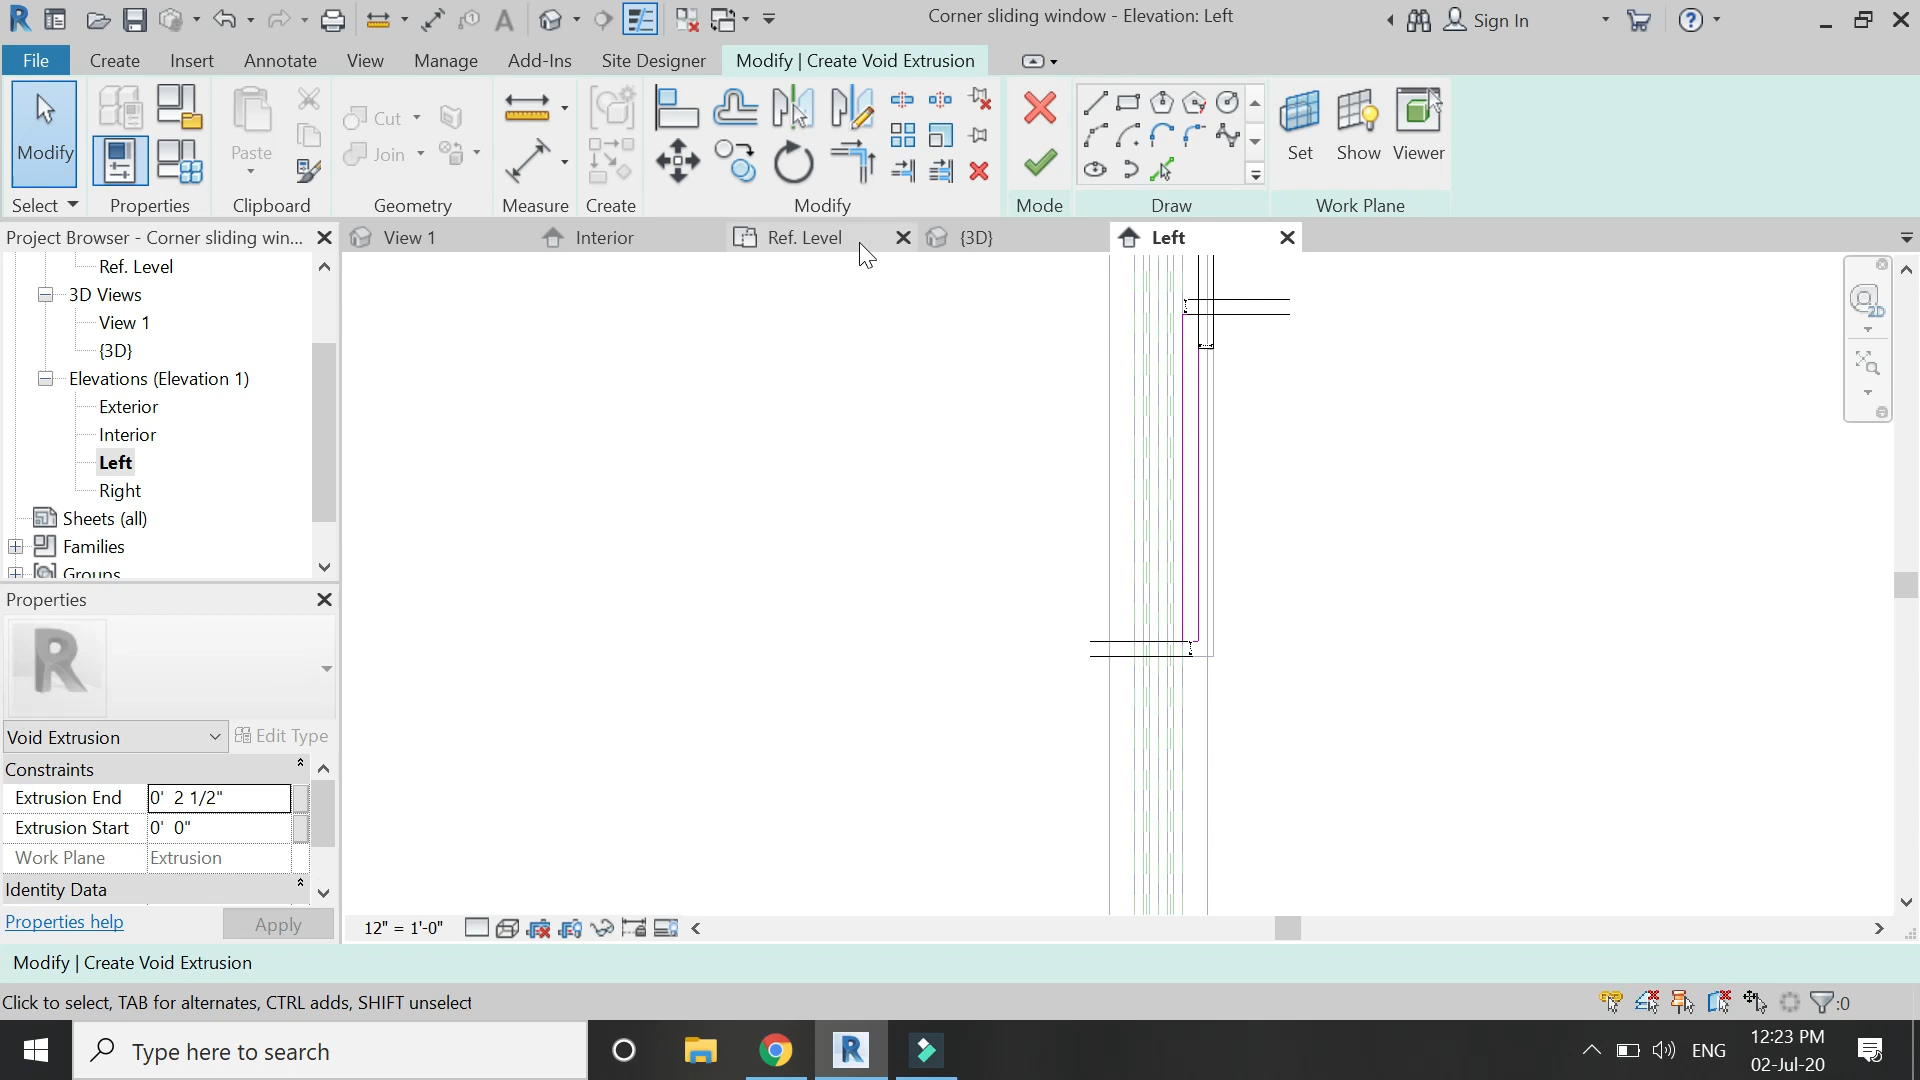 Corner sliding window - Elevation: Left
Sign In
File
Create
Insert
Annotate
View
Manage
Add-Ins
Site Designer
Modify | Create Void Extrusion
Modify
Paste
Cut
Join
Set
Show
Viewer
Select
Properties
Clipboard
Geometry
Measure
Create
Modify
Mode
Draw
Work Plane
Project Browser - Corner sliding win...
View 1
Interior
Ref. Level
{3D}
Left
Ref. Level
3D Views
View 1
{3D}
Elevations (Elevation 1)
Exterior
Interior
Left
Right
Sheets (all)
Families
Groups
2D
Properties
Void Extrusion
Edit Type
Constraints
Extrusion End 0' 2 1/2"
Extrusion Start 0' 0"
Work Plane Extrusion
Identity Data
Properties help
Apply
12" = 1'-0"
Modify | Create Void Extrusion
Click to select, TAB for alternates, CTRL adds, SHIFT unselect
:0
Type here to search
ENG
12:23 PM
02-Jul-20